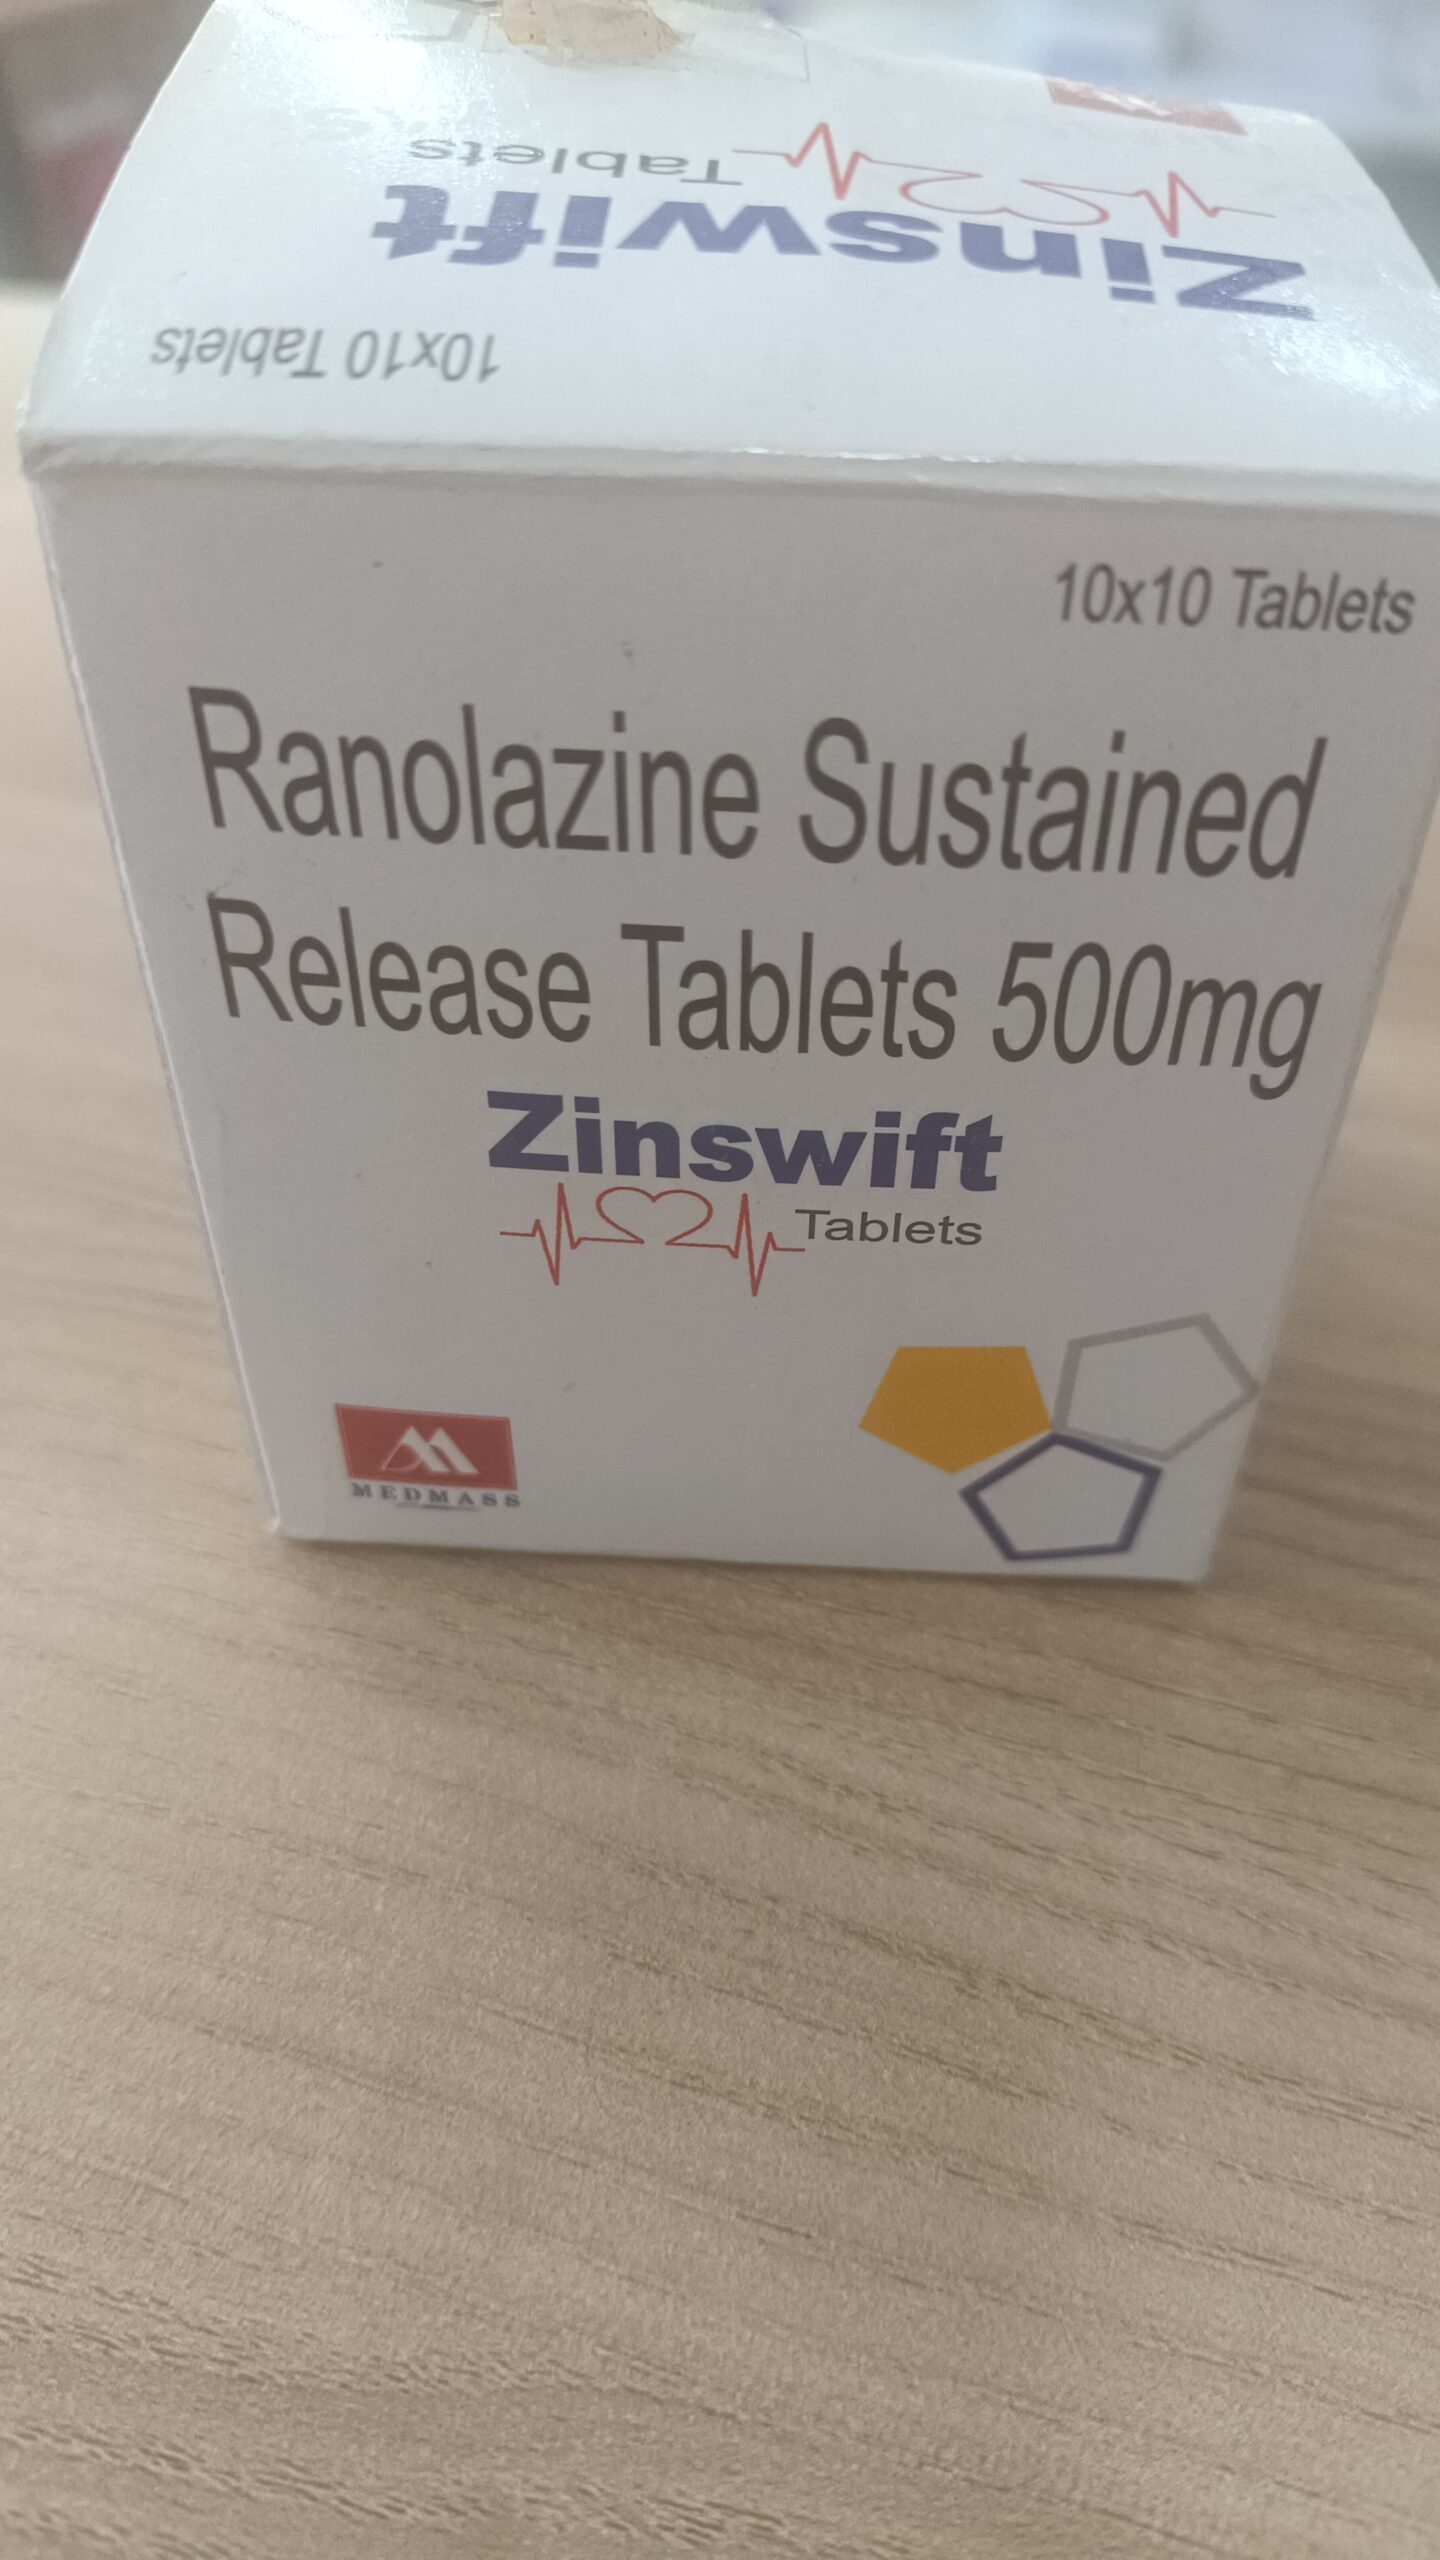 Tablets
Zinswift
10x10 Tablets
10x10 Tablets
Ranolazine Sustained
Release Tablets 500mg
Zinswift
Tablets
MEDMASS